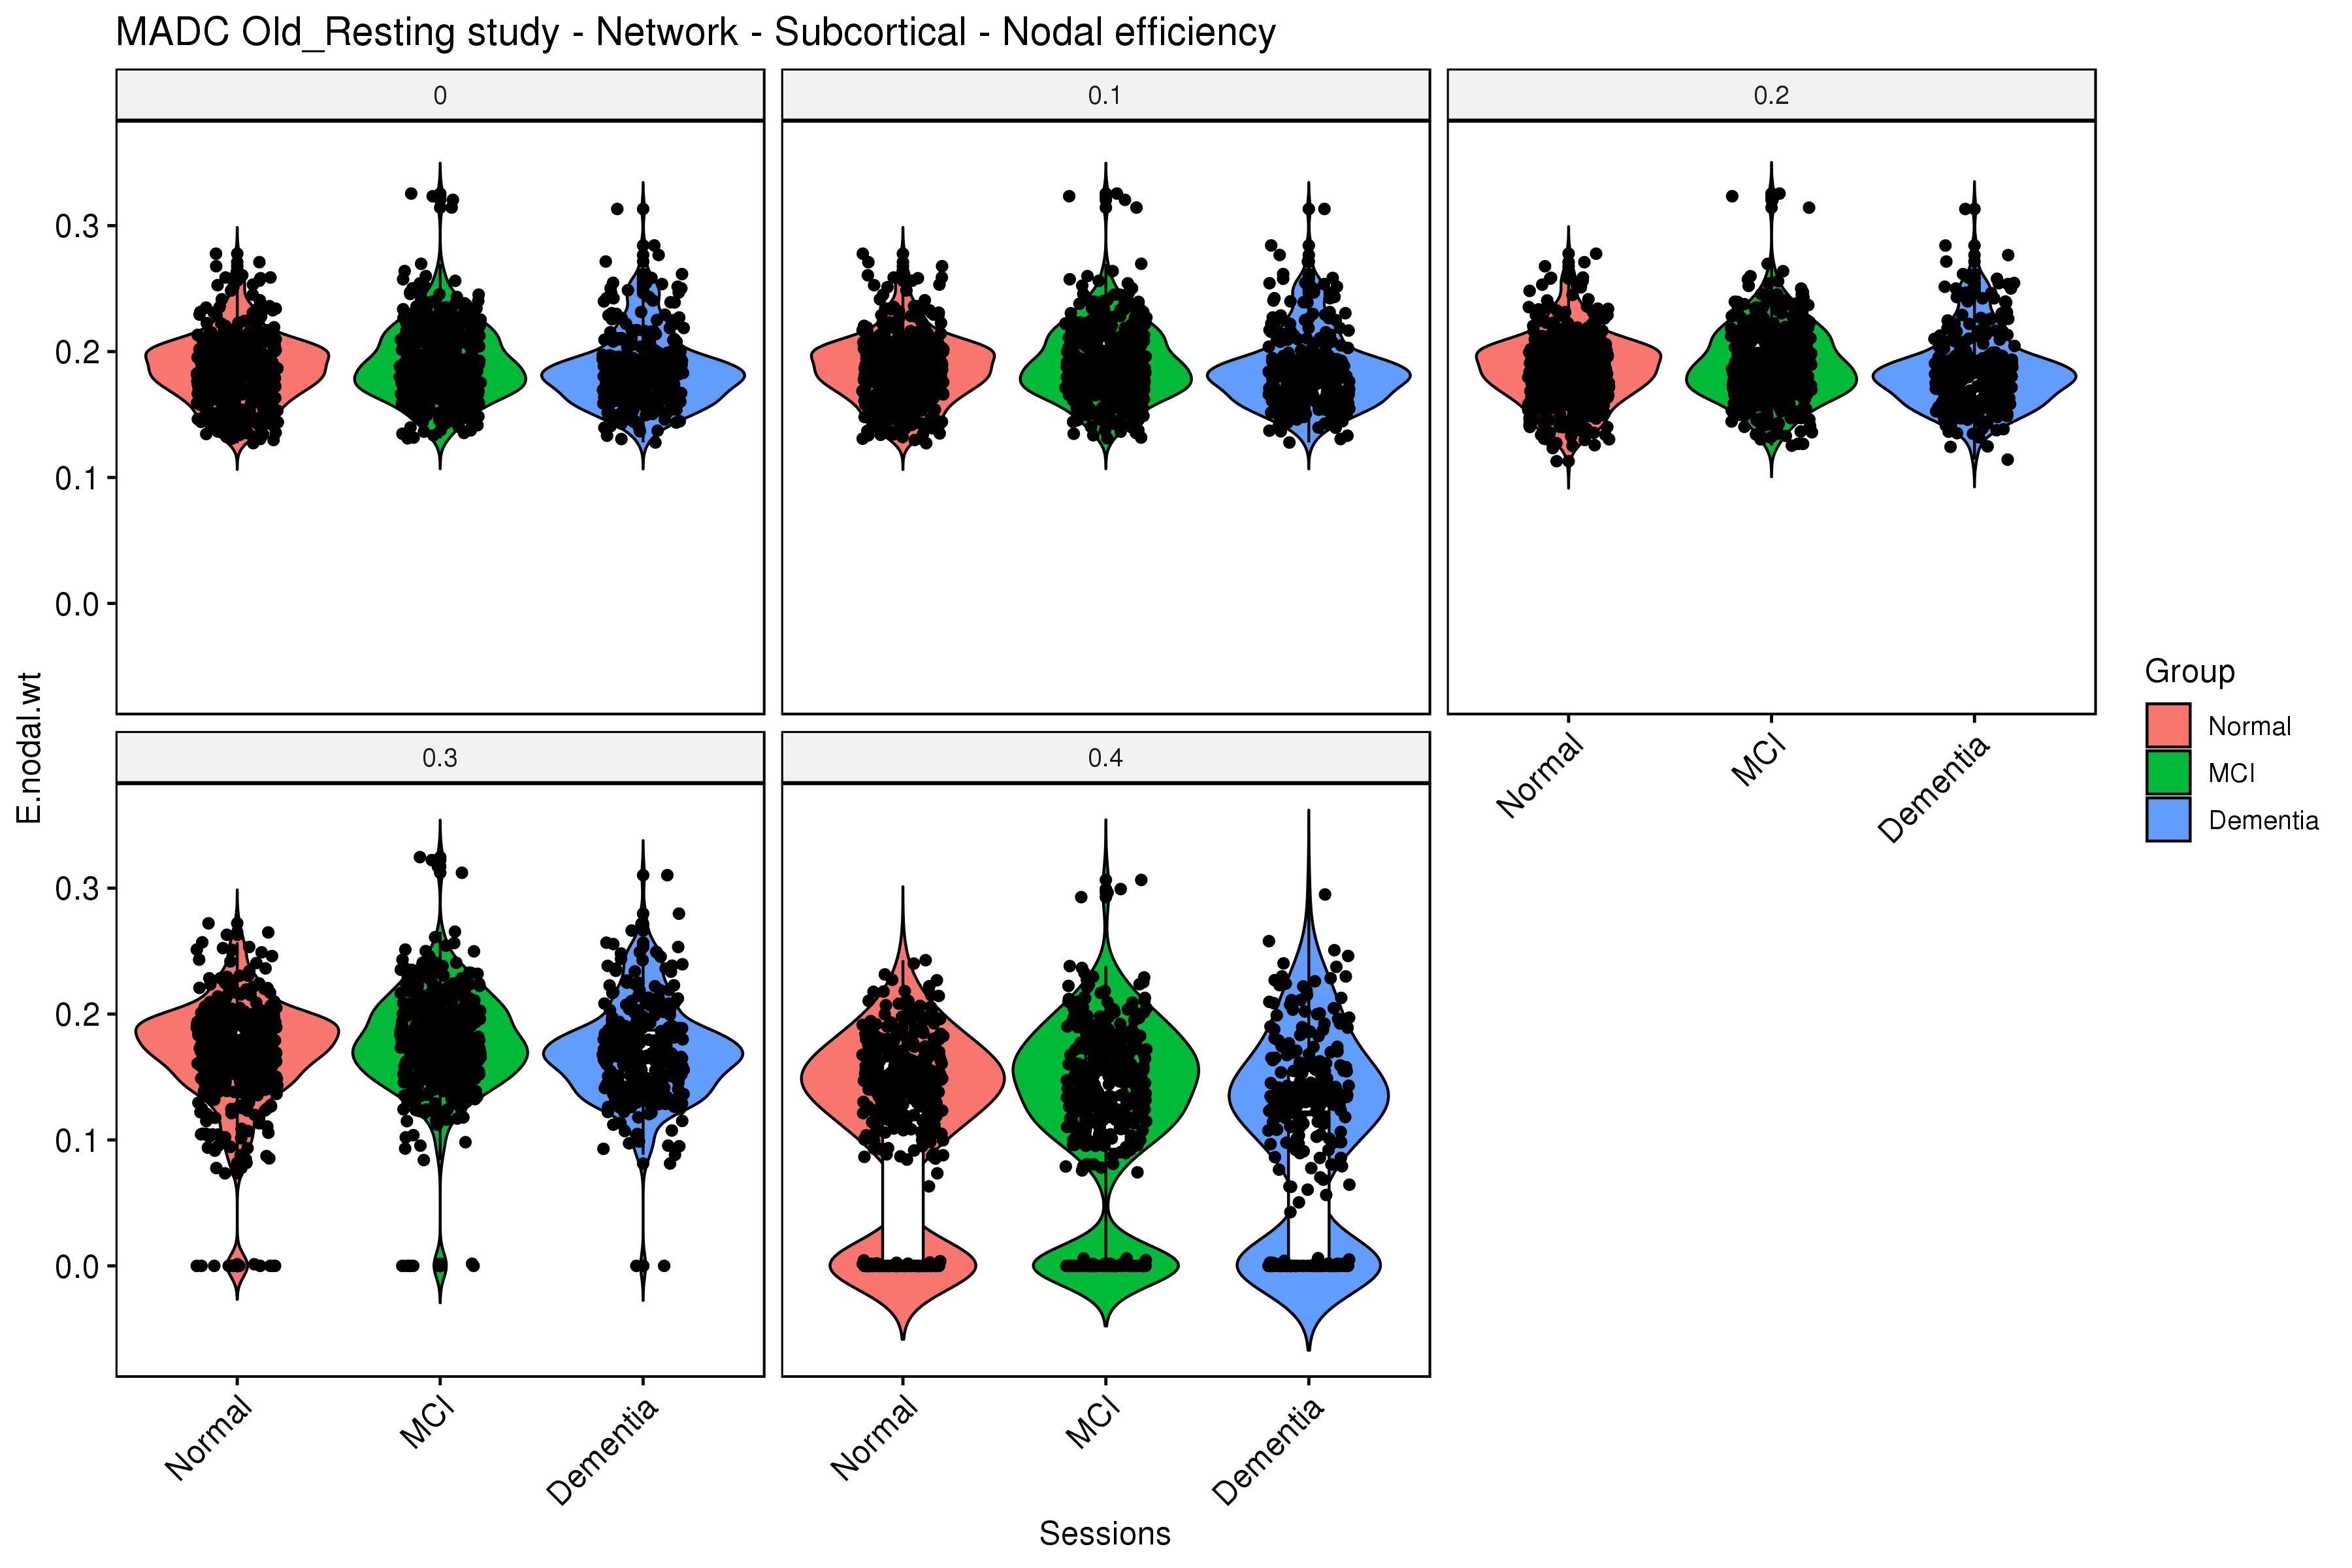 MADC Old_Resting study - Network - Subcortical - Nodal efficiency
0
0.1
0.2
0.3
0.2
0.1
0.0
E.nodal.wt
Normal
MCI
Dementia
Group
Normal
MCI
Dementia
0.3
0.4
0.3
0.2
0.1
0.0
Normal
MCI
Dementia
Normal
MCI
Dementia
Sessions